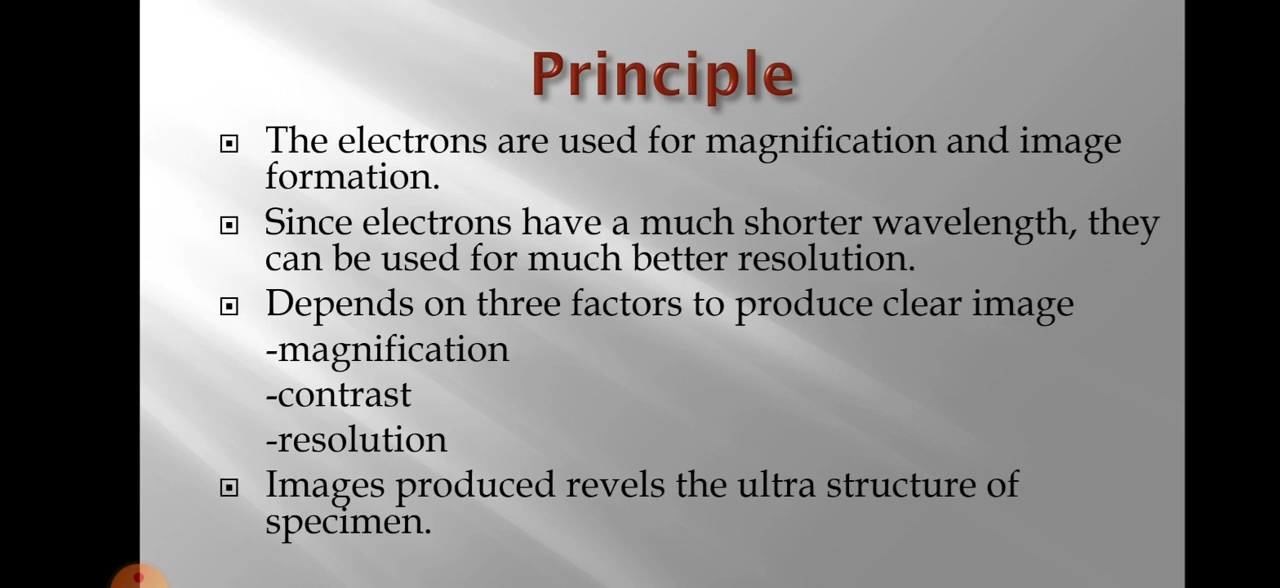 Principle
The electrons are used for magnification and image
formation.
Since electrons have a much shorter wavelength, they
can be used for much better resolution.
Depends on three factors to produce clear image
-magnification
-contrast
-resolution
Images produced revels the ultra structure of
specimen.